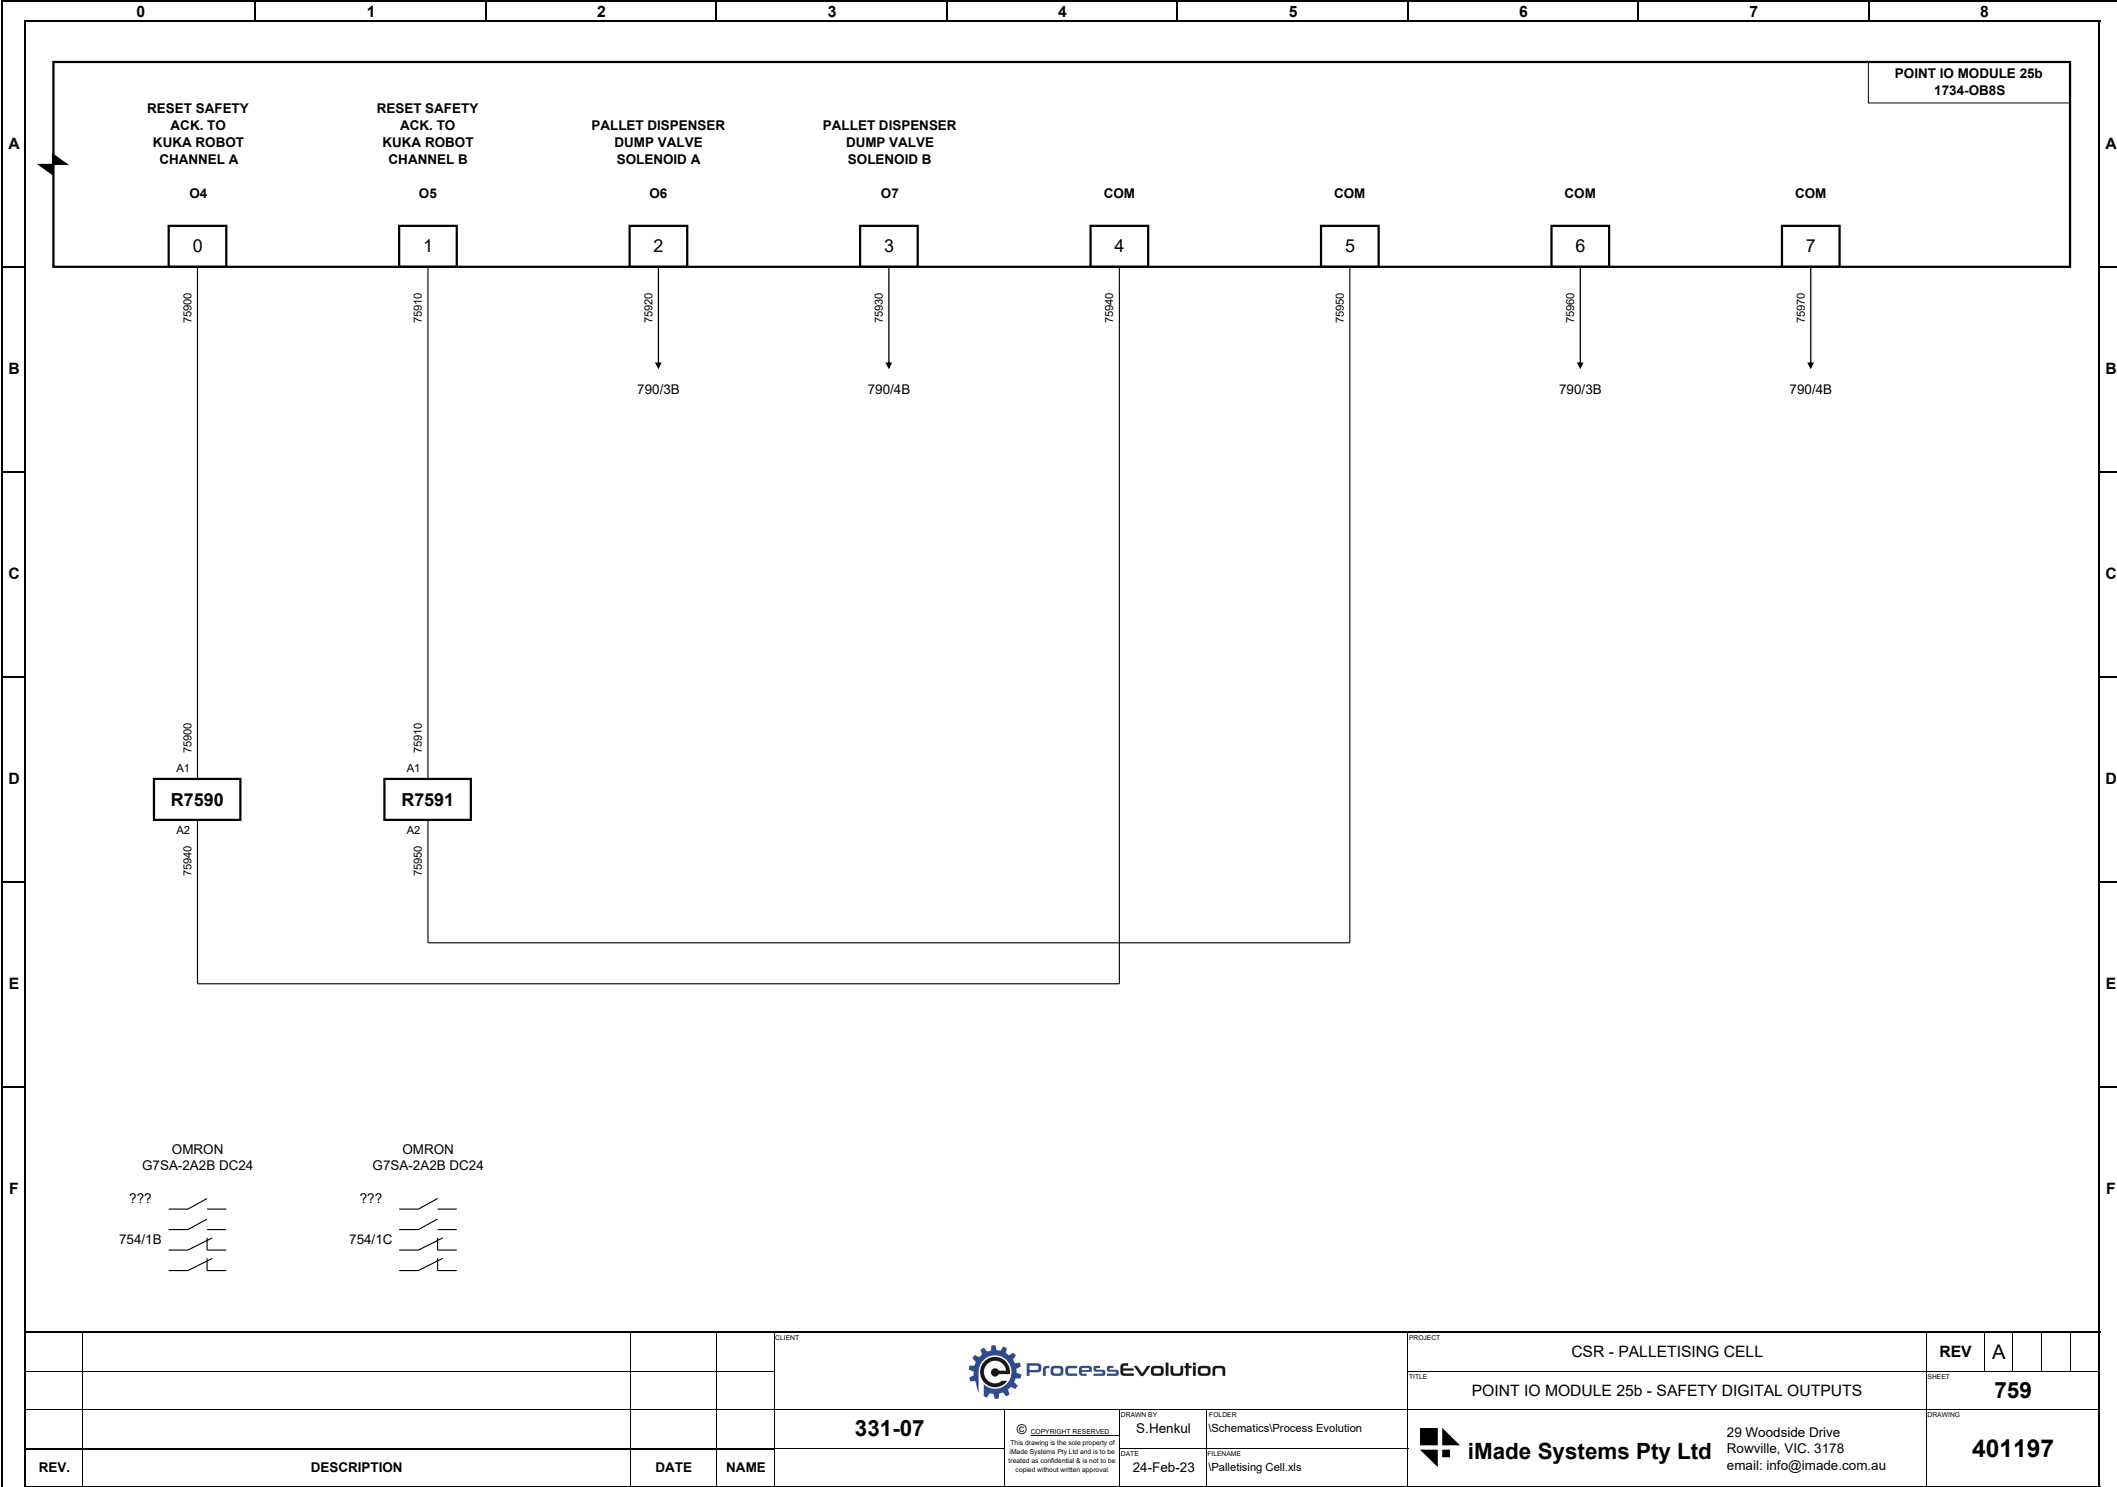 0 1 2 3 4 5 6 7 8
POINT IO MODULE 25b
1734-OB8S
RESET SAFETY
ACK. TO
KUKA ROBOT
CHANNEL A
RESET SAFETY
ACK. TO
KUKA ROBOT
CHANNEL B
PALLET DISPENSER
DUMP VALVE
SOLENOID A
PALLET DISPENSER
DUMP VALVE
SOLENOID B
A A
O4 O5 O6 O7 COM COM COM COM
0 1 2 3 4 5 6 7
75900 75910 75920 75930 75940 75950 75960 75970
B B
790/3B 790/4B 790/3B 790/4B
C C
75900 75910
A1 A1
D D
R7590 R7591
A2 A2
75940 75950
E E
OMRON
G7SA-2A2B DC24
OMRON
G7SA-2A2B DC24
F F
??? ???
754/1B 754/1C
CLIENT
e ProcessEvolution
331-07
© COPYRIGHT RESERVED
This drawing is the sole property of
iMade Systems Pty Ltd and is to be
treated as confidential & is not to be
copied without written approval.
DRAWN BY
S.Henkul
FOLDER
\Schematics\Process Evolution
DATE
24-Feb-23
FILENAME
\Palletising Cell.xls
PROJECT
CSR - PALLETISING CELL
TITLE
POINT IO MODULE 25b - SAFETY DIGITAL OUTPUTS
REV A
SHEET
759
iMade Systems Pty Ltd
29 Woodside Drive
Rowville, VIC. 3178
email: info@imade.com.au
DRAWING
401197
REV. DESCRIPTION DATE NAME